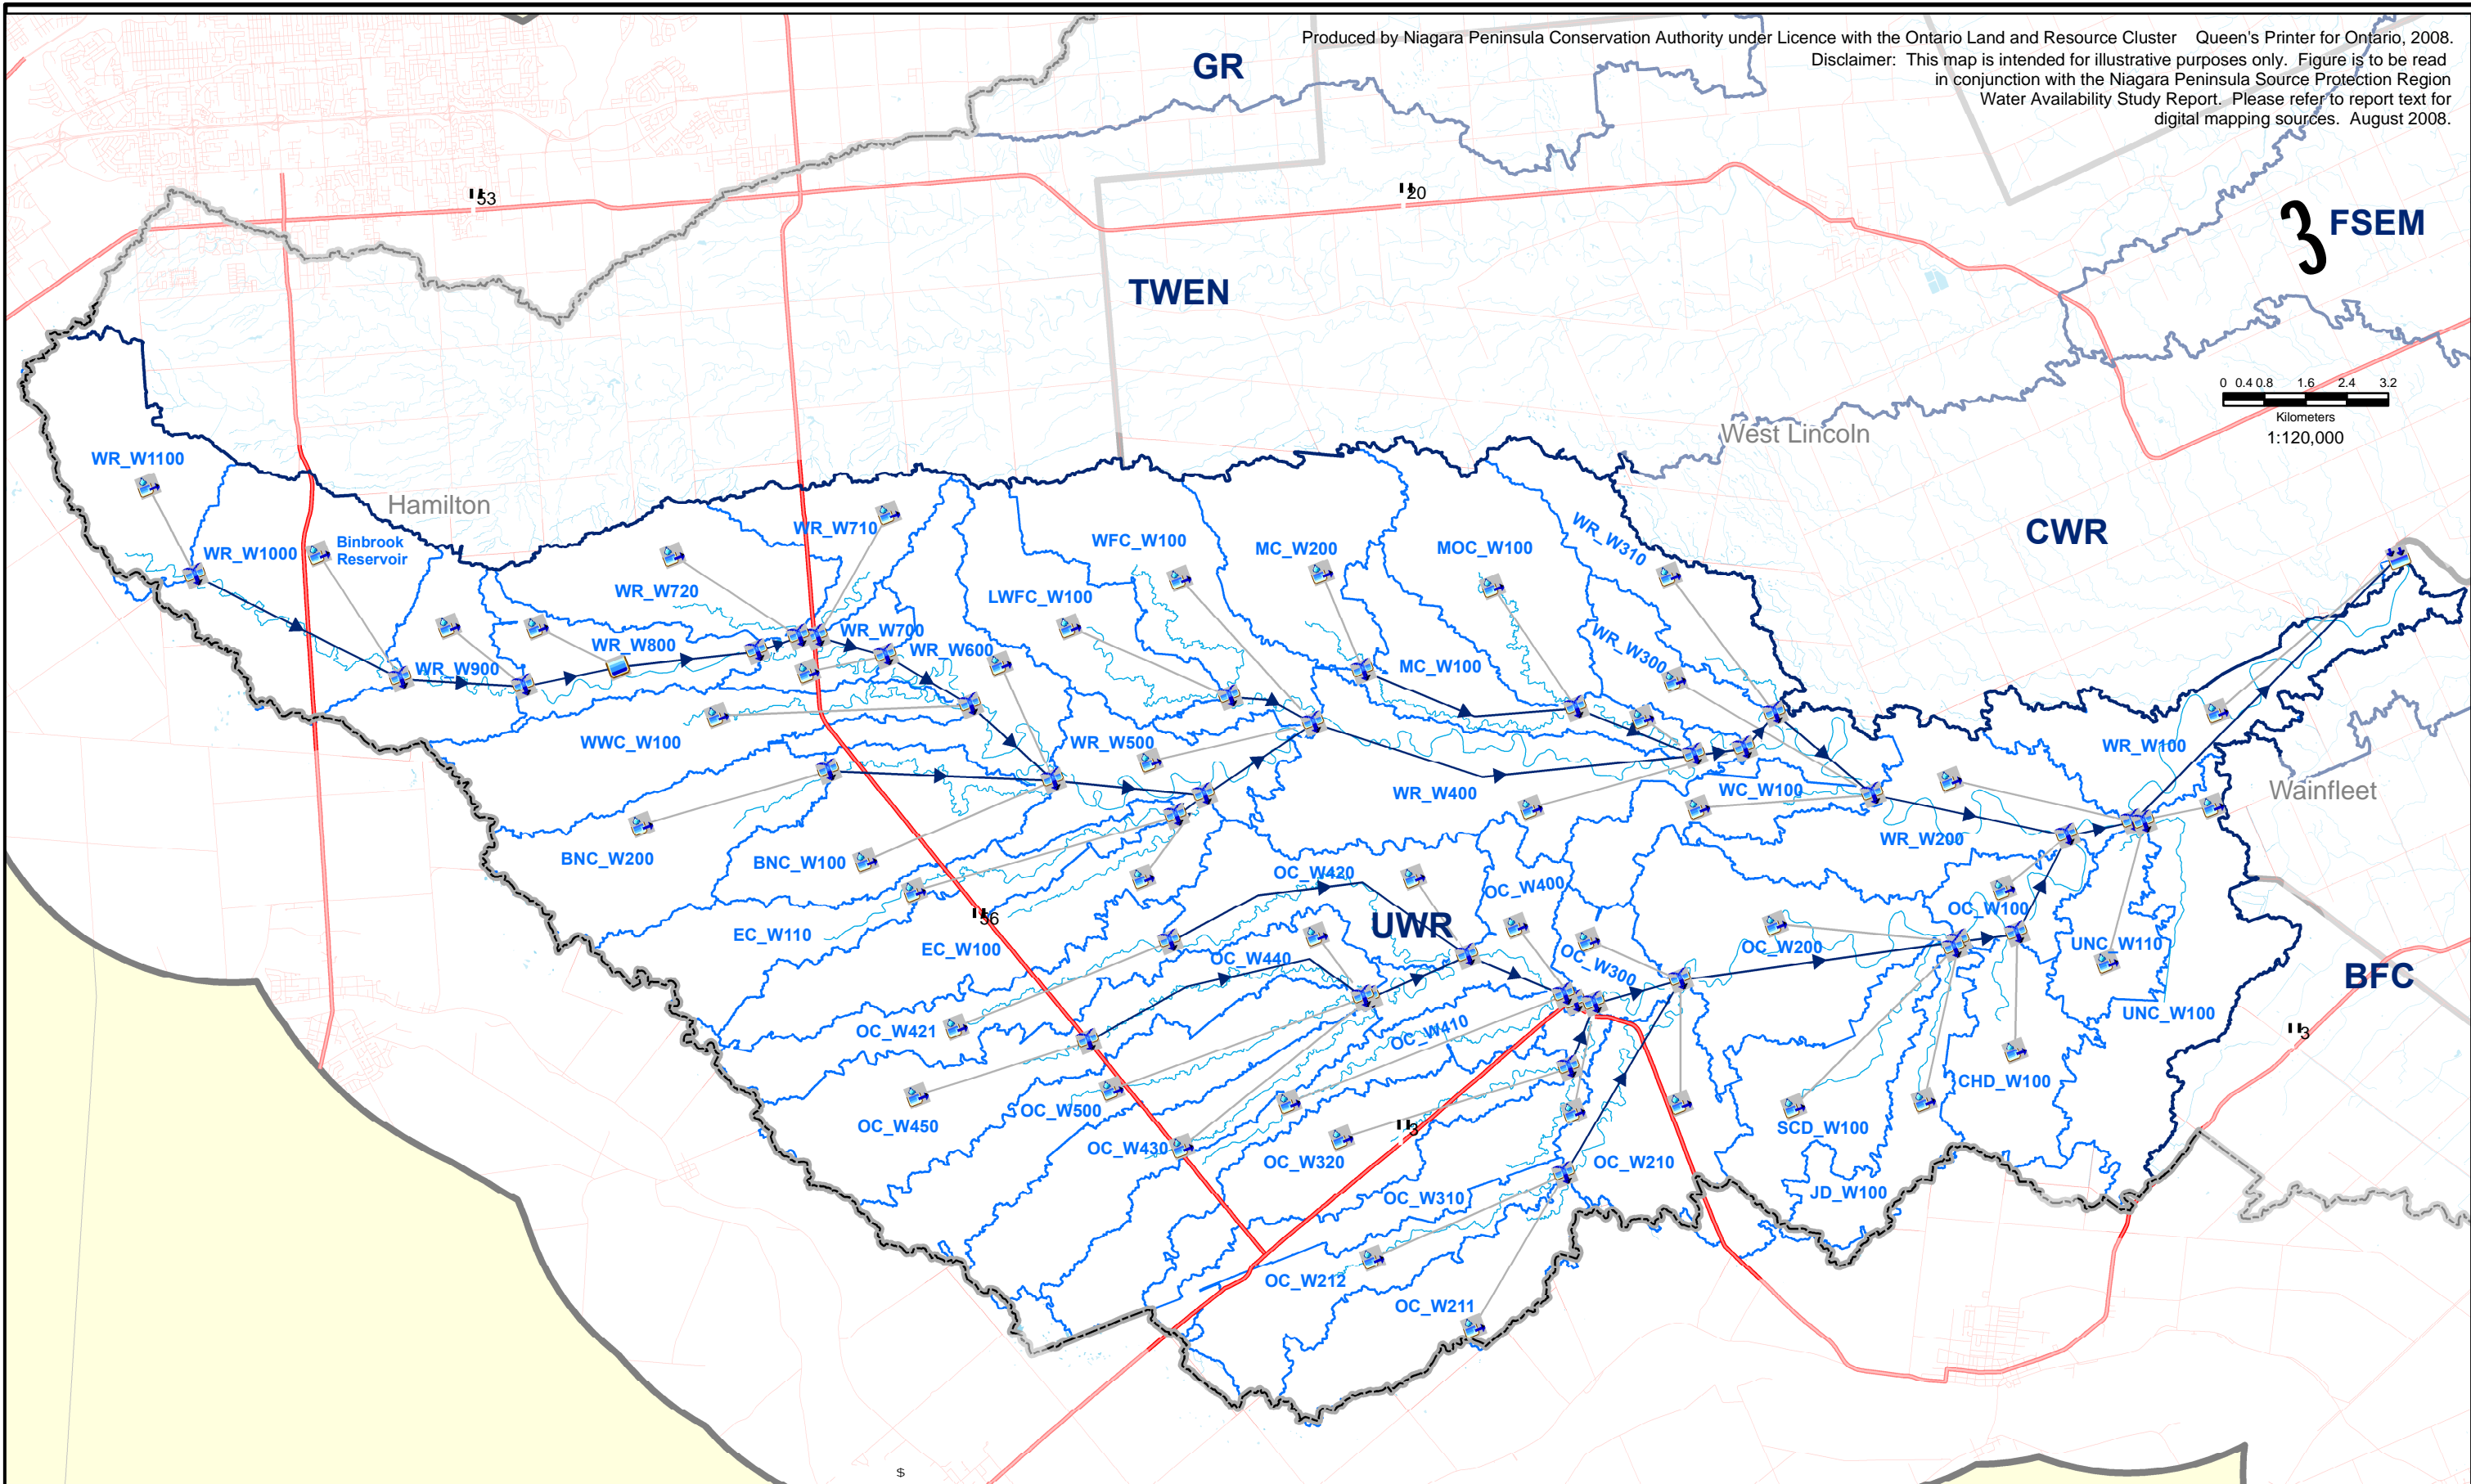 Produced by Niagara Peninsula Conservation Authority under Licence with the Ontario Land and Resource Cluster Queen's Printer for Ontario, 2008.
Disclaimer: This map is intended for illustrative purposes only. Figure is to be read
in conjunction with the Niagara Peninsula Source Protection Region
Water Availability Study Report. Please refer to report text for
digital mapping sources. August 2008.
GR
53
20
3 FSEM
TWEN
0 0.4 0.8 1.6 2.4 3.2
Kilometers
1:120,000
West Lincoln
WR_W1100
Hamilton
WR_W710
WR_W310
CWR
WR_W1000
Binbrook
Reservoir
WFC_W100
MC_W200
MOC_W100
WR_W720
LWFC_W100
WR_W800
WR_W700
WR_W600
WR_W300
WR_W900
MC_W100
WWC_W100
WR_W500
WR_W100
WR_W400
WC_W100
Wainfleet
BNC_W200
BNC_W100
WR_W200
OC_W420
OC_W400
56
UWR
OC_W100
EC_W110
EC_W100
OC_W440
OC_W300
OC_W200
UNC_W110
BFC
OC_W421
OC_W410
UNC_W100
3
OC_W500
CHD_W100
OC_W450
3
SCD_W100
OC_W430
OC_W320
OC_W210
OC_W310
JD_W100
OC_W212
OC_W211
$